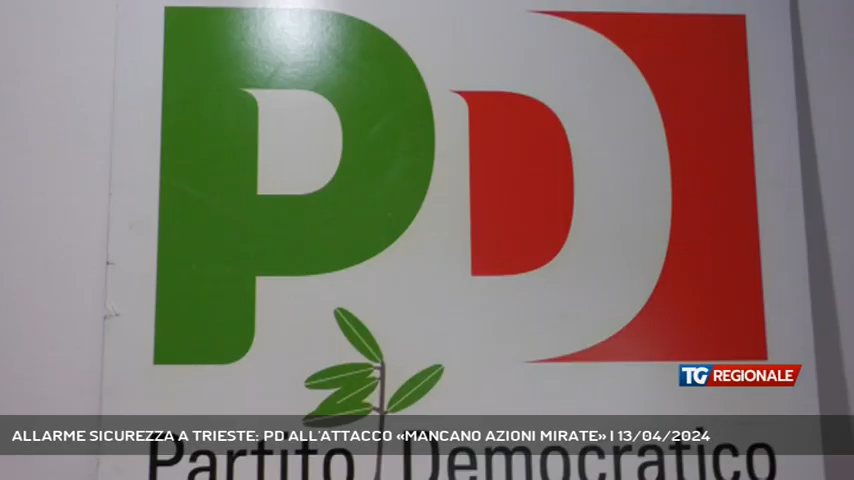 PD
TG REGIONALE
ALLARME SICUREZZA A TRIESTE: PD ALL'ATTACCO «MANCANO AZIONI MIRATE» | 13/04/2024
Partito Democratico